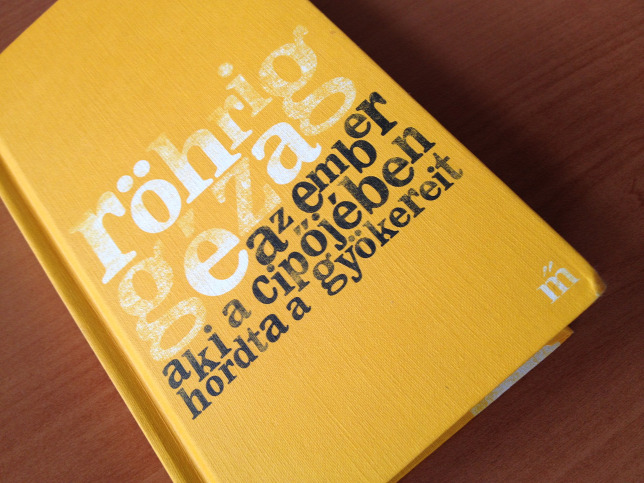 röhrig
géza
az ember
aki a cipőjében
hordta a gyökereit
m̋